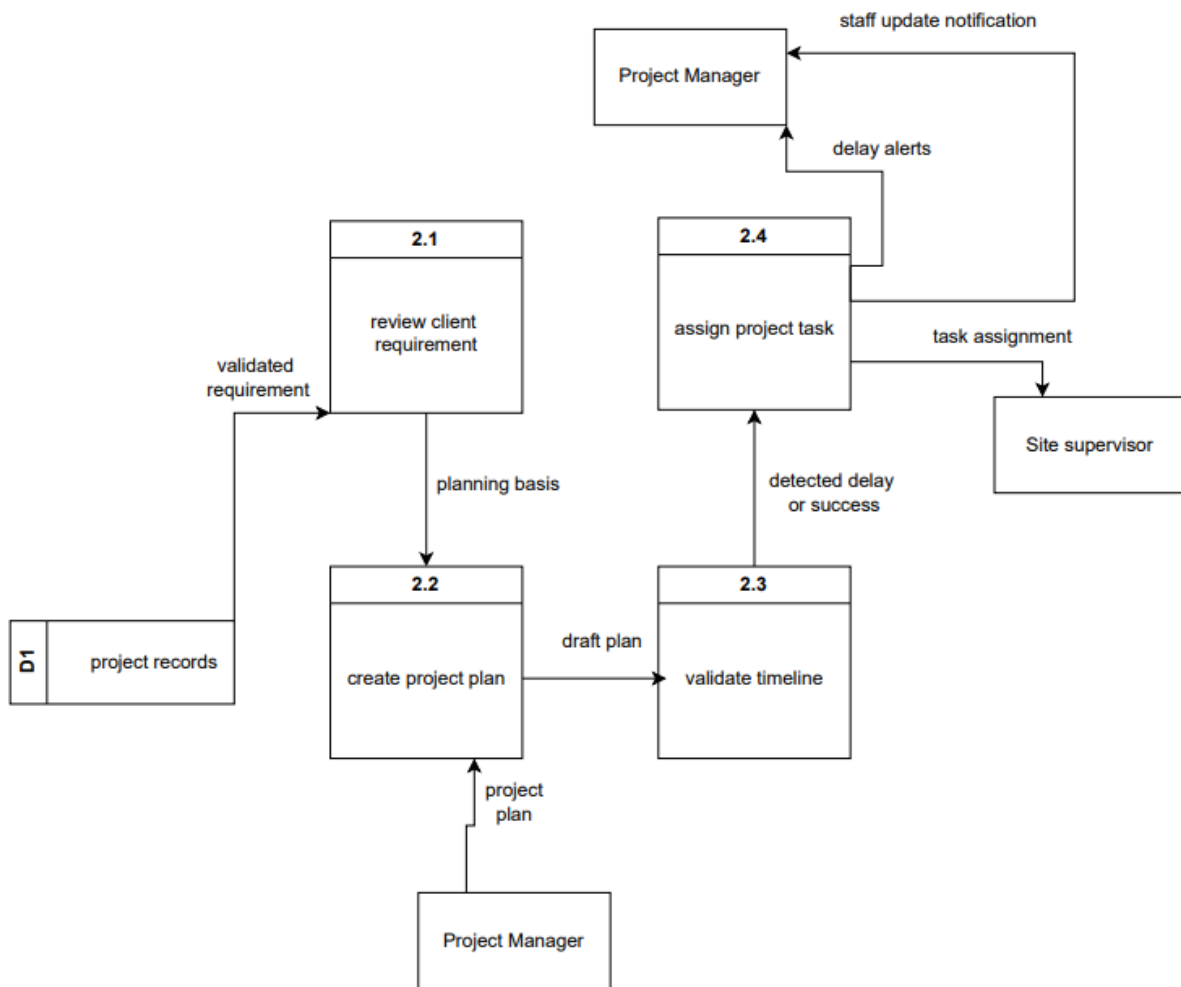 staff update notification
Project Manager
delay alerts
2.1
review client
requirement
2.4
assign project task
task assignment
validated
requirement
Site supervisor
planning basis
detected delay
or success
2.2
create project plan
draft plan
2.3
validate timeline
D1
project records
project
plan
Project Manager